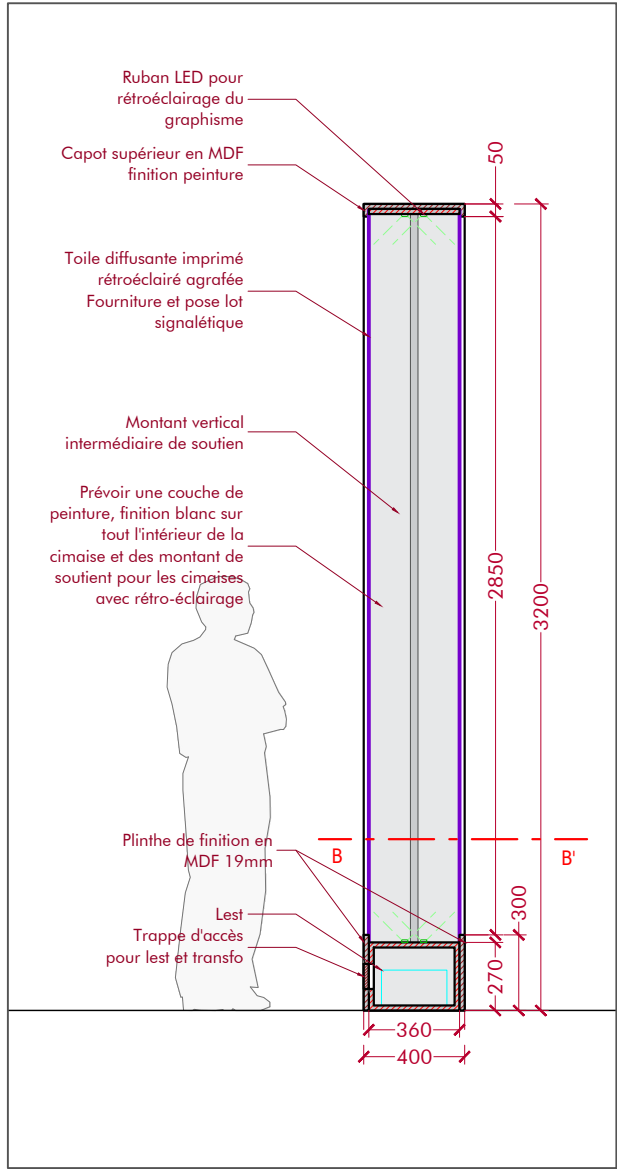 Ruban LED pour
rétroéclairage du
graphisme
Capot supérieur en MDF
finition peinture
Toile diffusante imprimé
rétroéclairé agrafée
Fourniture et pose lot
signalétique
Montant vertical
intermédiaire de soutien
Prévoir une couche de
peinture, finition blanc sur
tout l'intérieur de la
cimaise et des montant de
soutient pour les cimaises
avec rétro-éclairage
Plinthe de finition en
MDF 19mm
Lest
Trappe d'accès
pour lest et transfo
B
B'
50
2850
3200
300
270
360
400